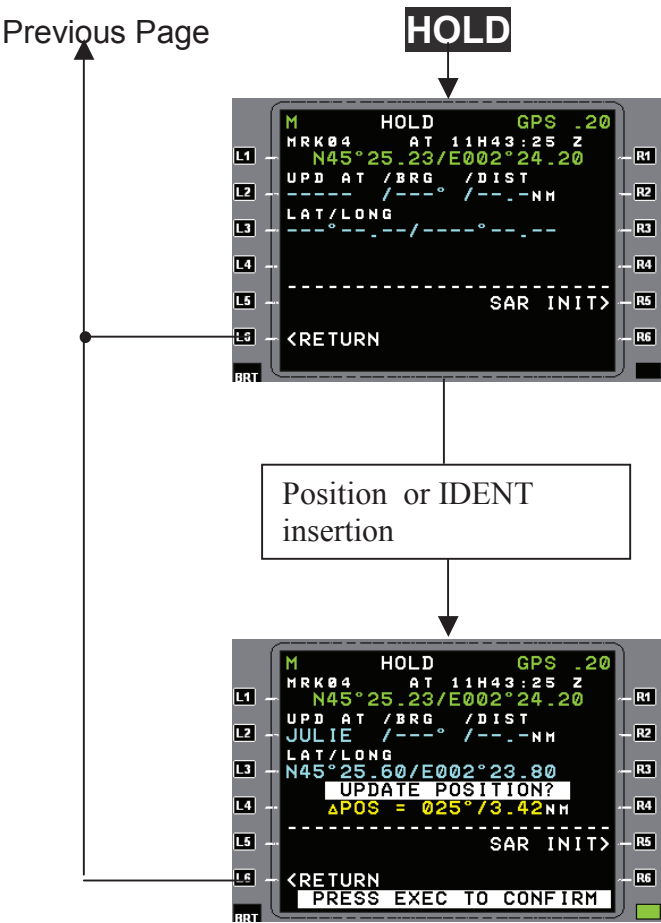 Previous Page
HOLD
M HOLD GPS .20
MRK04 AT 11H43:25 Z
L1 N45°25.23/E002°24.20 R1
UPD AT /BRG /DIST
L2 ----- /---° /--.-NM R2
LAT/LONG
L3 ---°--.--/----°--.-- R3
L4 R4
------------------------
L5 SAR INIT> R5
L6 <RETURN R6
BRT
Position or IDENT
insertion
M HOLD GPS .20
MRK04 AT 11H43:25 Z
L1 N45°25.23/E002°24.20 R1
UPD AT /BRG /DIST
L2 JULIE /---° /--.-NM R2
LAT/LONG
L3 N45°25.60/E002°23.80 R3
UPDATE POSITION?
L4 ΔPOS = 025°/3.42NM R4
------------------------
L5 SAR INIT> R5
L6 <RETURN R6
PRESS EXEC TO CONFIRM
BRT